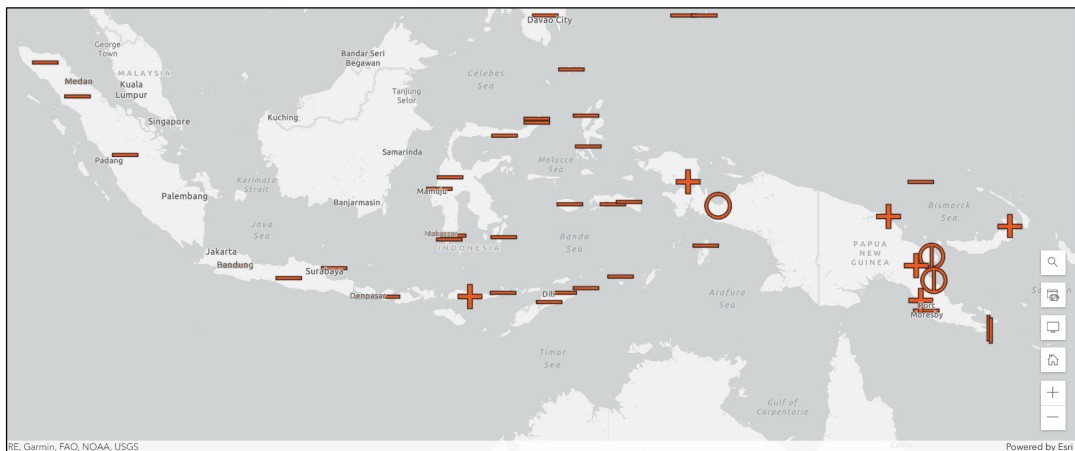 Davao City
George
Town
Bandar Seri
Begawan
MALAYSIA
Celebes
Sea
Medan
Kuala
Lumpur
Tanjung
Selor
Singapore
Kuching
Samarinda
Molucca
Sea
Padang
Karimata
Strait
Mamuju
Palembang
Banjarmasin
Bismarck
Sea
Java
Sea
Makassar
Banda
Sea
INDONESIA
PAPUA
NEW
GUINEA
Jakarta
Bandung
Surabaya
Denpasar
Dili
Arafura
Sea
Port
Moresby
Timor
Sea
Gulf of
Carpentaria
RE, Garmin, FAO, NOAA, USGS
Powered by Esri